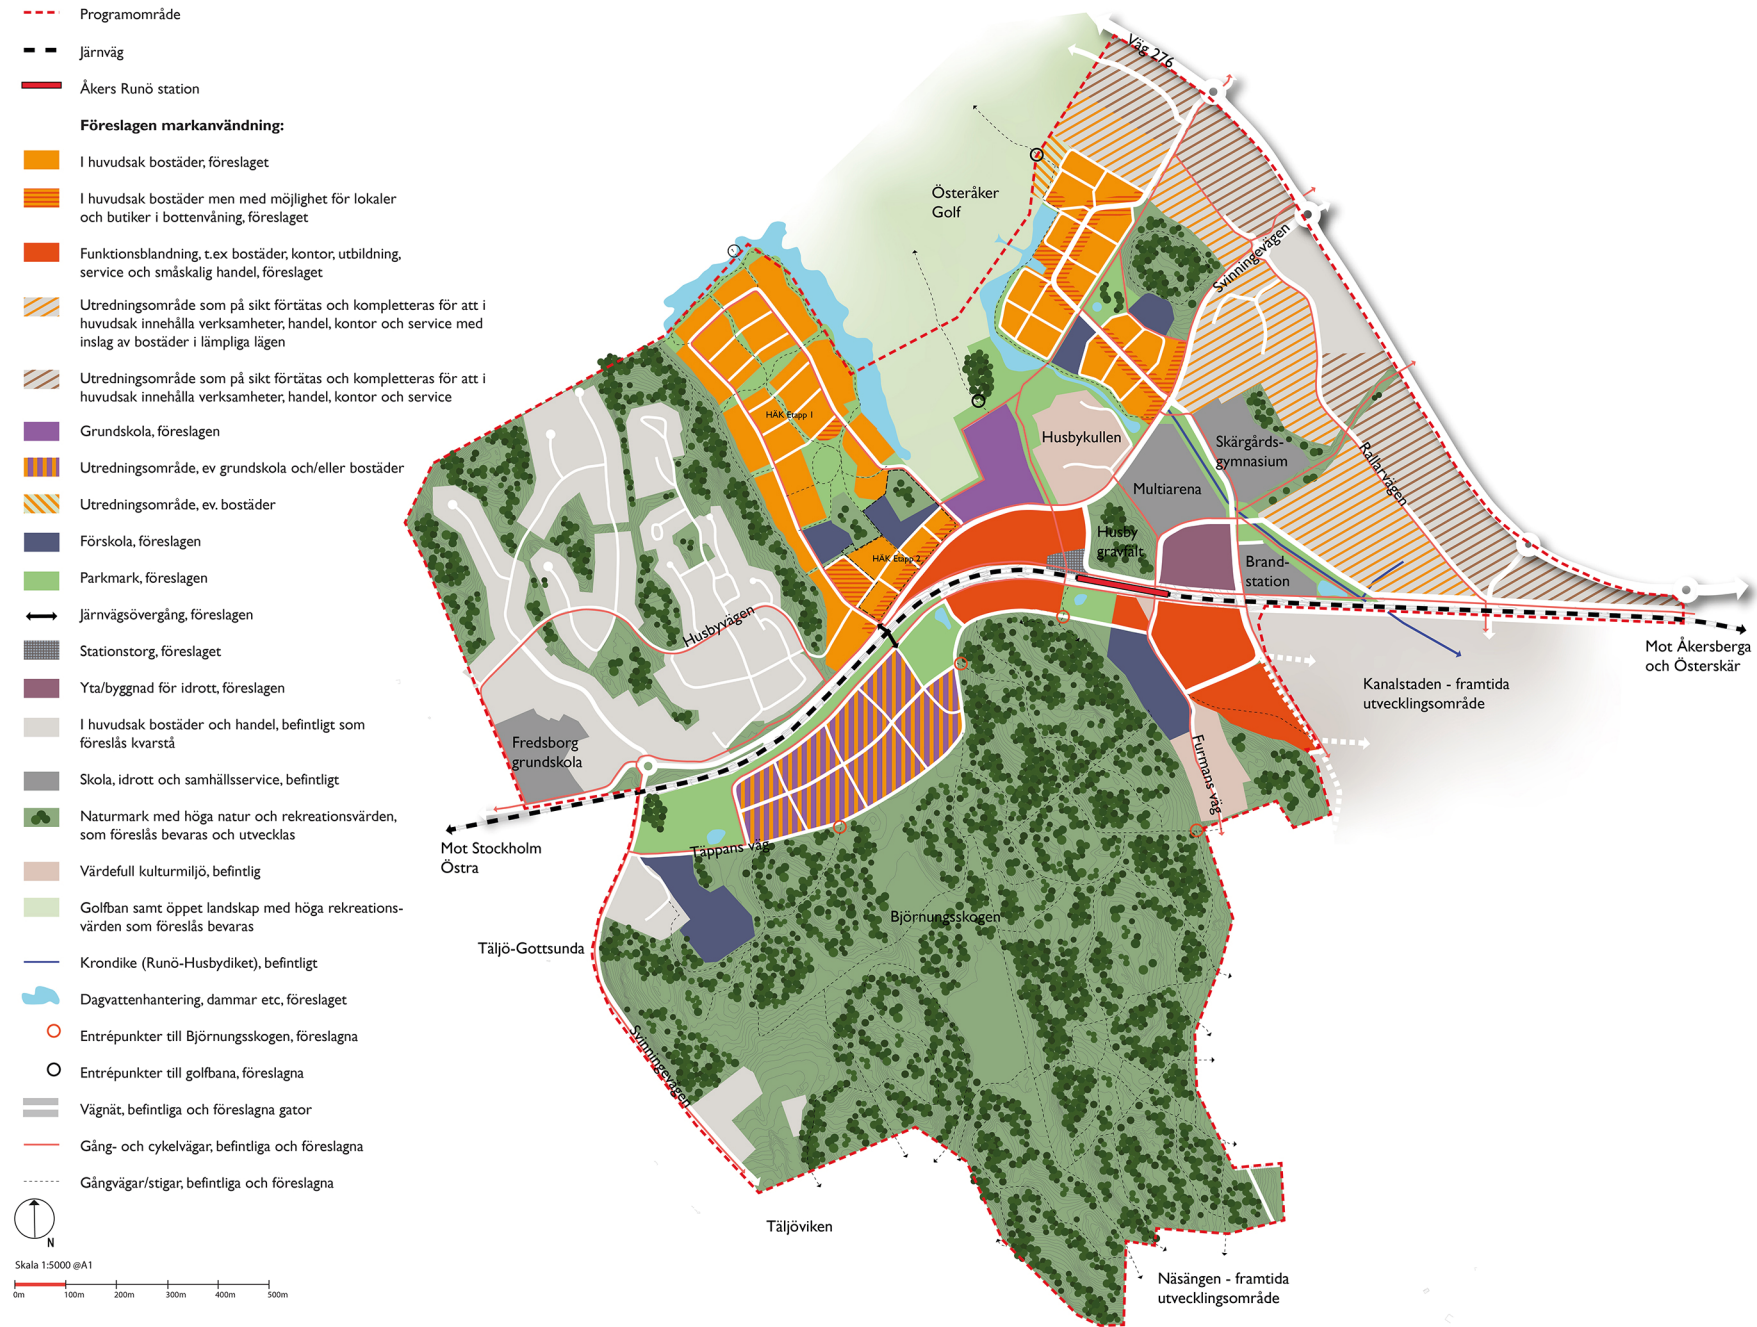 Programområde
Järnväg
Åkers Runö station
Föreslagen markanvändning:
I huvudsak bostäder, föreslaget
I huvudsak bostäder men med möjlighet för lokaler
och butiker i bottenvåning, föreslaget
Funktionsblandning, t.ex bostäder, kontor, utbildning,
service och småskalig handel, föreslaget
Utredningsområde som på sikt förtätas och kompletteras för att i
huvudsak innehålla verksamheter, handel, kontor och service med
inslag av bostäder i lämpliga lägen
Utredningsområde som på sikt förtätas och kompletteras för att i
huvudsak innehålla verksamheter, handel, kontor och service
Grundskola, föreslagen
Utredningsområde, ev grundskola och/eller bostäder
Utredningsområde, ev. bostäder
Förskola, föreslagen
Parkmark, föreslagen
Järnvägsövergång, föreslagen
Stationstorg, föreslaget
Yta/byggnad för idrott, föreslagen
I huvudsak bostäder och handel, befintligt som
föreslås kvarstå
Skola, idrott och samhällsservice, befintligt
Naturmark med höga natur och rekreationsvärden,
som föreslås bevaras och utvecklas
Värdefull kulturmiljö, befintlig
Golfban samt öppet landskap med höga rekreations-
värden som föreslås bevaras
Krondike (Runö-Husbydiket), befintligt
Dagvattenhantering, dammar etc, föreslaget
Entrépunkter till Björnungsskogen, föreslagna
Entrépunkter till golfbana, föreslagna
Vägnät, befintliga och föreslagna gator
Gång- och cykelvägar, befintliga och föreslagna
Gångvägar/stigar, befintliga och föreslagna
N
Skala 1:5000 @A1
0m 100m 200m 300m 400m 500m
Väg 276
Österåker
Golf
Svinningevägen
HÄK Etapp 1
Husbykullen
Skärgårds-
gymnasium
Rallarvägen
Multiarena
Husby
gravfält
HÄK Etapp 2
Brand-
station
Husbyvägen
Mot Åkersberga
och Österskär
Kanalstaden - framtida
utvecklingsområde
Fredsborg
grundskola
Furmans väg
Mot Stockholm
Östra
Täppans väg
Björnungsskogen
Täljö-Gottsunda
Svinningevägen
Täljöviken
Näsängen - framtida
utvecklingsområde